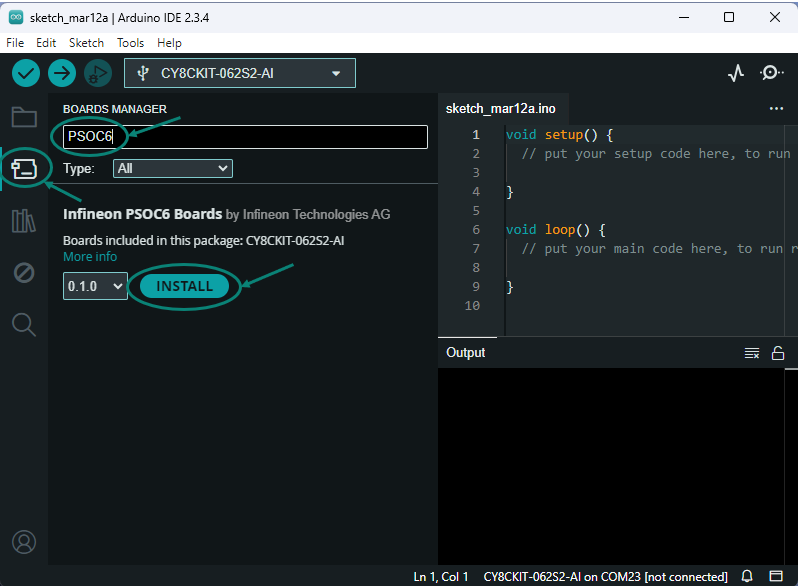 sketch_mar12a | Arduino IDE 2.3.4
File Edit Sketch Tools Help
CY8CKIT-062S2-AI
BOARDS MANAGER
PSOC6
Type: All
Infineon PSOC6 Boards by Infineon Technologies AG
Boards included in this package: CY8CKIT-062S2-AI
More info
0.1.0 INSTALL
sketch_mar12a.ino
1 void setup() {
2 // put your setup code here, to run
3
4 }
5
6 void loop() {
7 // put your main code here, to run r
8
9 }
10
Output
Ln 1, Col 1 CY8CKIT-062S2-AI on COM23 [not connected]